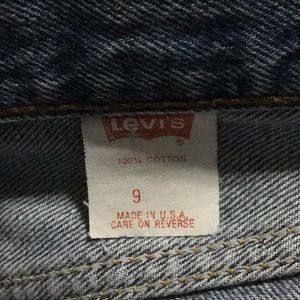 LEVI'S
®
100% COTTON
9
MADE IN U.S.A.
CARE ON REVERSE